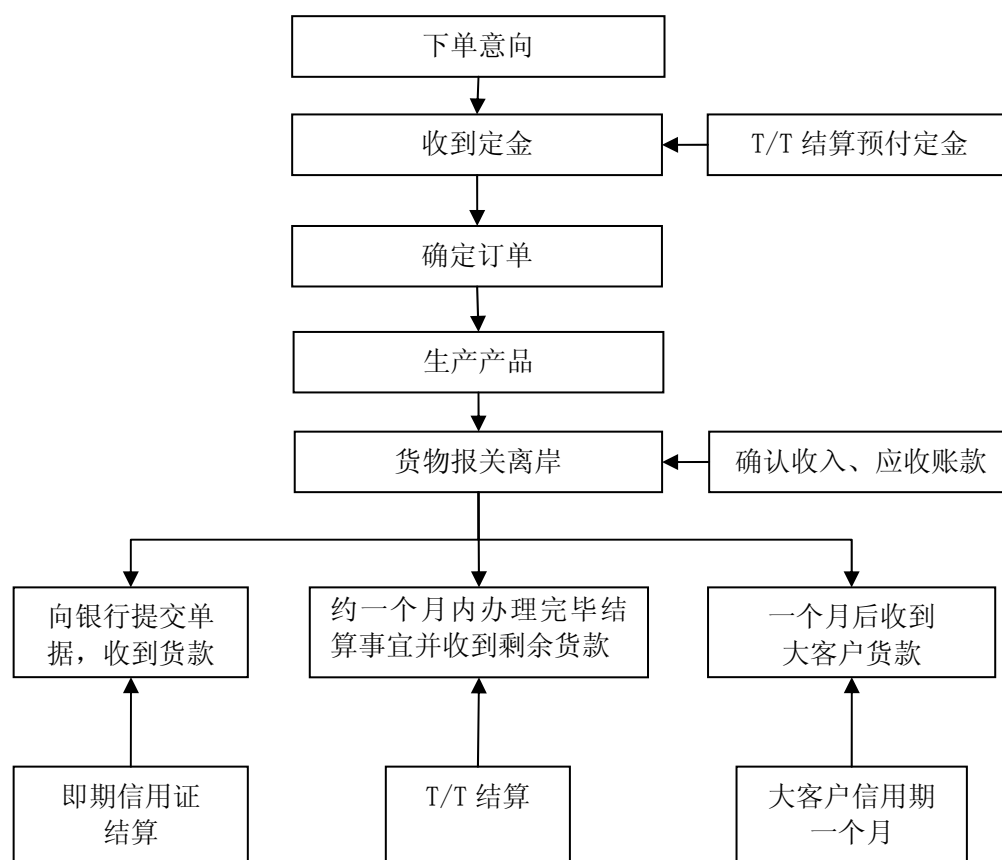 下单意向
收到定金
T/T 结算预付定金
确定订单
生产产品
货物报关离岸
确认收入、应收账款
向银行提交单
据，收到货款
约一个月内办理完毕结
算事宜并收到剩余货款
一个月后收到
大客户货款
即期信用证
结算
T/T 结算
大客户信用期
一个月